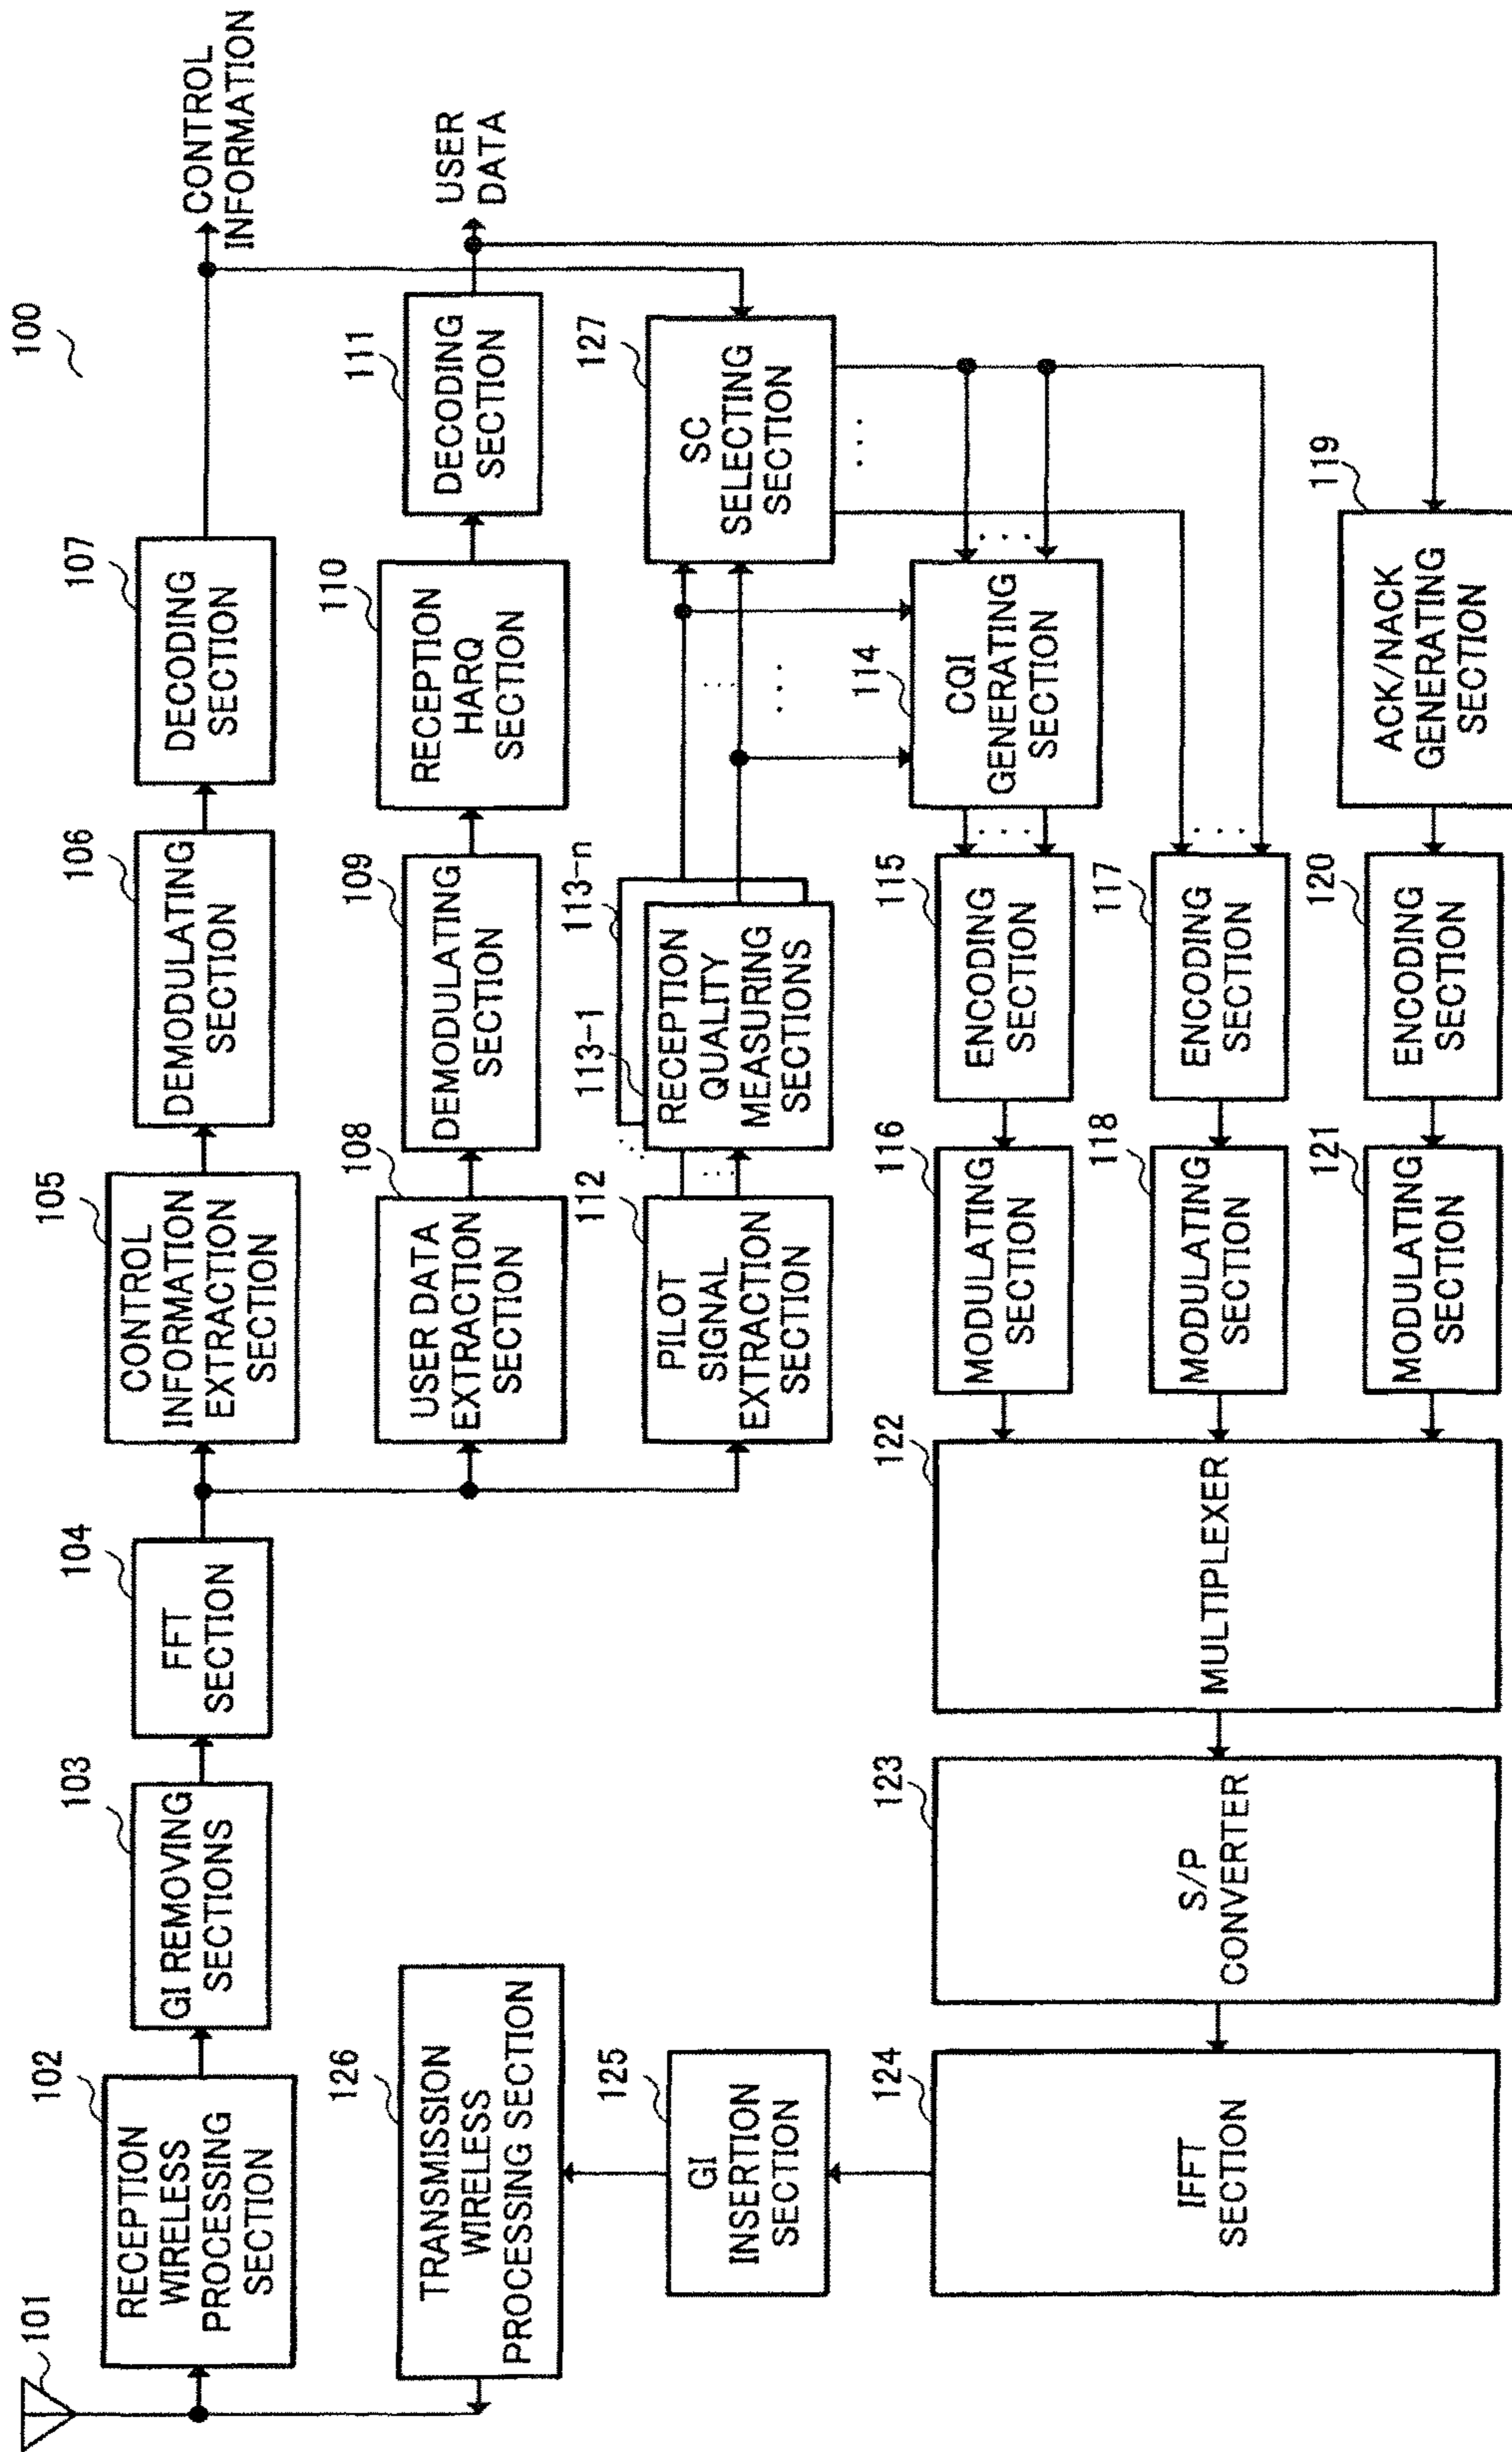 100
101
102
RECEPTION
WIRELESS
PROCESSING
SECTION
103
GI REMOVING
SECTIONS
104
FFT
SECTION
105
CONTROL
INFORMATION
EXTRACTION
SECTION
106
DEMODULATING
SECTION
107
DECODING
SECTION
CONTROL
INFORMATION
108
USER DATA
EXTRACTION
SECTION
109
DEMODULATING
SECTION
110
RECEPTION
HARQ
SECTION
111
DECODING
SECTION
USER
DATA
112
PILOT
SIGNAL
EXTRACTION
SECTION
113-1
113-n
RECEPTION
QUALITY
MEASURING
SECTIONS
127
SC
SELECTING
SECTION
126
TRANSMISSION
WIRELESS
PROCESSING SECTION
125
GI
INSERTION
SECTION
124
IFFT
SECTION
123
S/P
CONVERTER
122
MULTIPLEXER
116
MODULATING
SECTION
115
ENCODING
SECTION
114
CQI
GENERATING
SECTION
118
MODULATING
SECTION
117
ENCODING
SECTION
121
MODULATING
SECTION
120
ENCODING
SECTION
119
ACK/NACK
GENERATING
SECTION